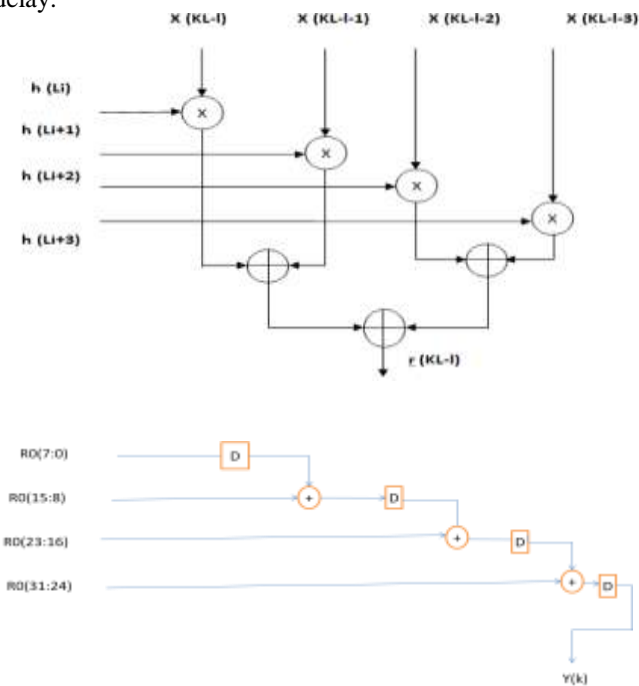 delay.
X (KL-l) X (KL-l-1) X (KL-l-2) X (KL-l-3)
h (Li)
X
h (Li+1)
X
h (Li+2)
X
X
h (Li+3)
r (KL-l)
R0(7:0) D
R0(15:8) + D
R0(23:16) + D
R0(31:24) + D
Y(k)